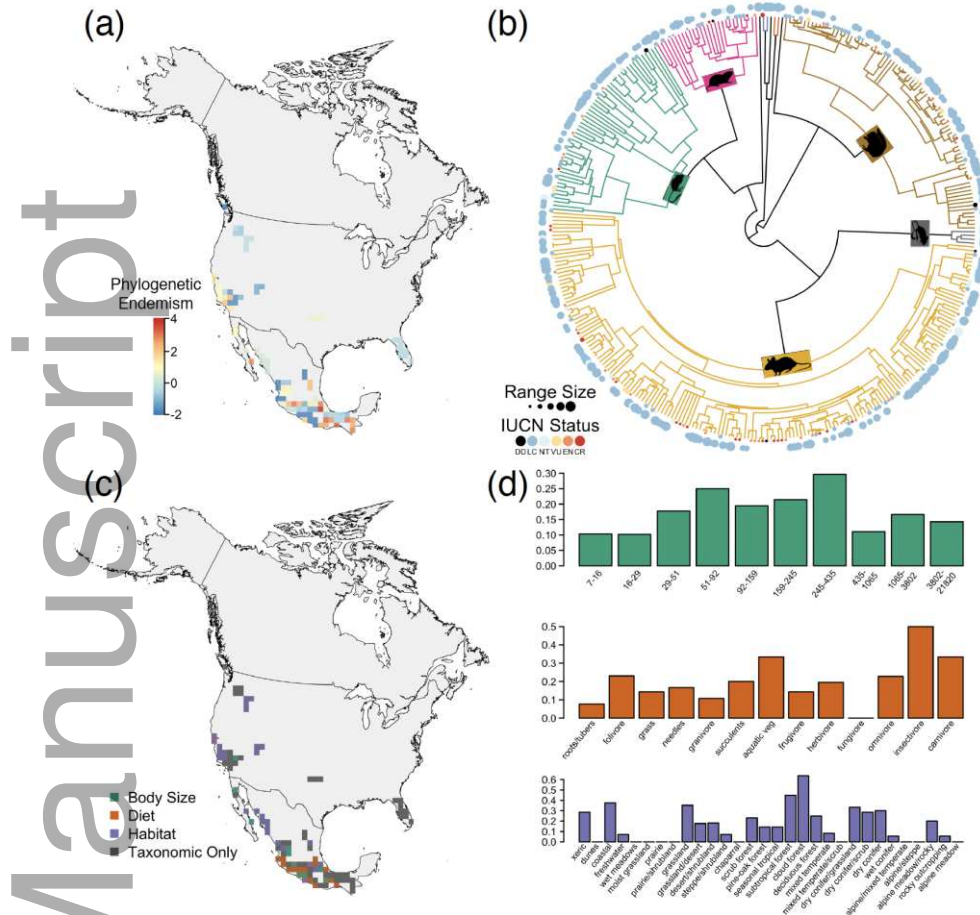 Manuscript
(a)
Phylogenetic
Endemism
4
2
0
-2
(b)
Range Size
IUCN Status
DD LC NT VU EN CR
(c)
Body Size
Diet
Habitat
Taxonomic Only
(d)
0.30
0.25
0.20
0.15
0.10
0.05
0.00
7-16
16-29
29-51
51-92
92-159
159-245
245-435
435-
1065
1065-
3802
3802-
21820
0.5
0.4
0.3
0.2
0.1
0.0
roots/tubers
folivore
grass
needles
granivore
succulents
aquatic veg
frugivore
herbivore
fungivore
omnivore
insectivore
carnivore
0.6
0.5
0.4
0.3
0.2
0.1
0.0
xeric
dunes
coastal
freshwater
wet meadows
moist grassland
prairie
prairie/shrubland
grassland
grassland/desert
desert/shrubland
steppe/shrubland
chaparral
scrub forest
pine-oak forest
seasonal tropical
subtropical forest
cloud forest
deciduous forest
mixed temperate
mixed temperate/scrub
dry conifer/grassland
dry conifer/scrub
dry conifer
wet conifer
alpine/mixed temperate
alpine/steppe
alpine meadow/rocky
rocky outcropping
alpine meadow